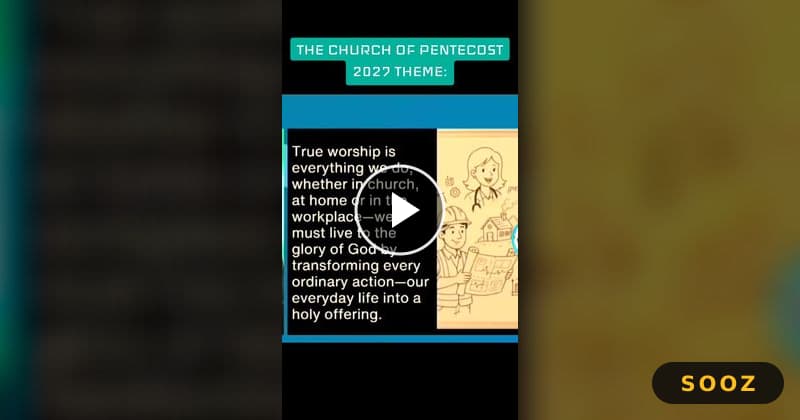 THE CHURCH OF PENTECOST
2027 THEME:
True worship is
everything we do,
whether in church,
at home or in the
workplace—we
must live to the
glory of God by
transforming every
ordinary action—our
everyday life into a
holy offering.
SOOZ